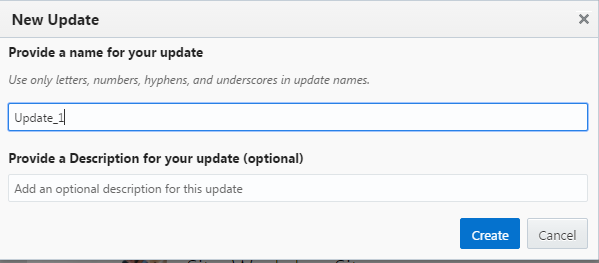 New Update
Provide a name for your update
Use only letters, numbers, hyphens, and underscores in update names.
Update_1
Provide a Description for your update (optional)
Add an optional description for this update
Create Cancel